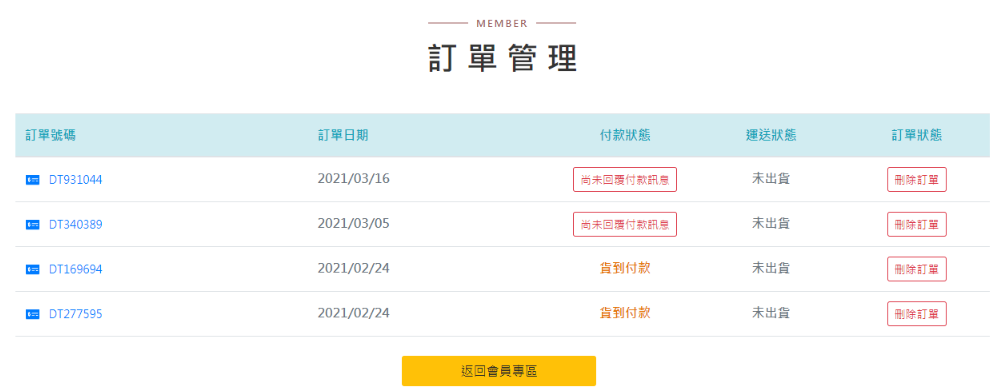 MEMBER
訂單管理
訂單號碼 訂單日期 付款狀態 運送狀態 訂單狀態
DT931044 2021/03/16 尚未回覆付款訊息 未出貨 刪除訂單
DT340389 2021/03/05 尚未回覆付款訊息 未出貨 刪除訂單
DT169694 2021/02/24 貨到付款 未出貨 刪除訂單
DT277595 2021/02/24 貨到付款 未出貨 刪除訂單
返回會員專區